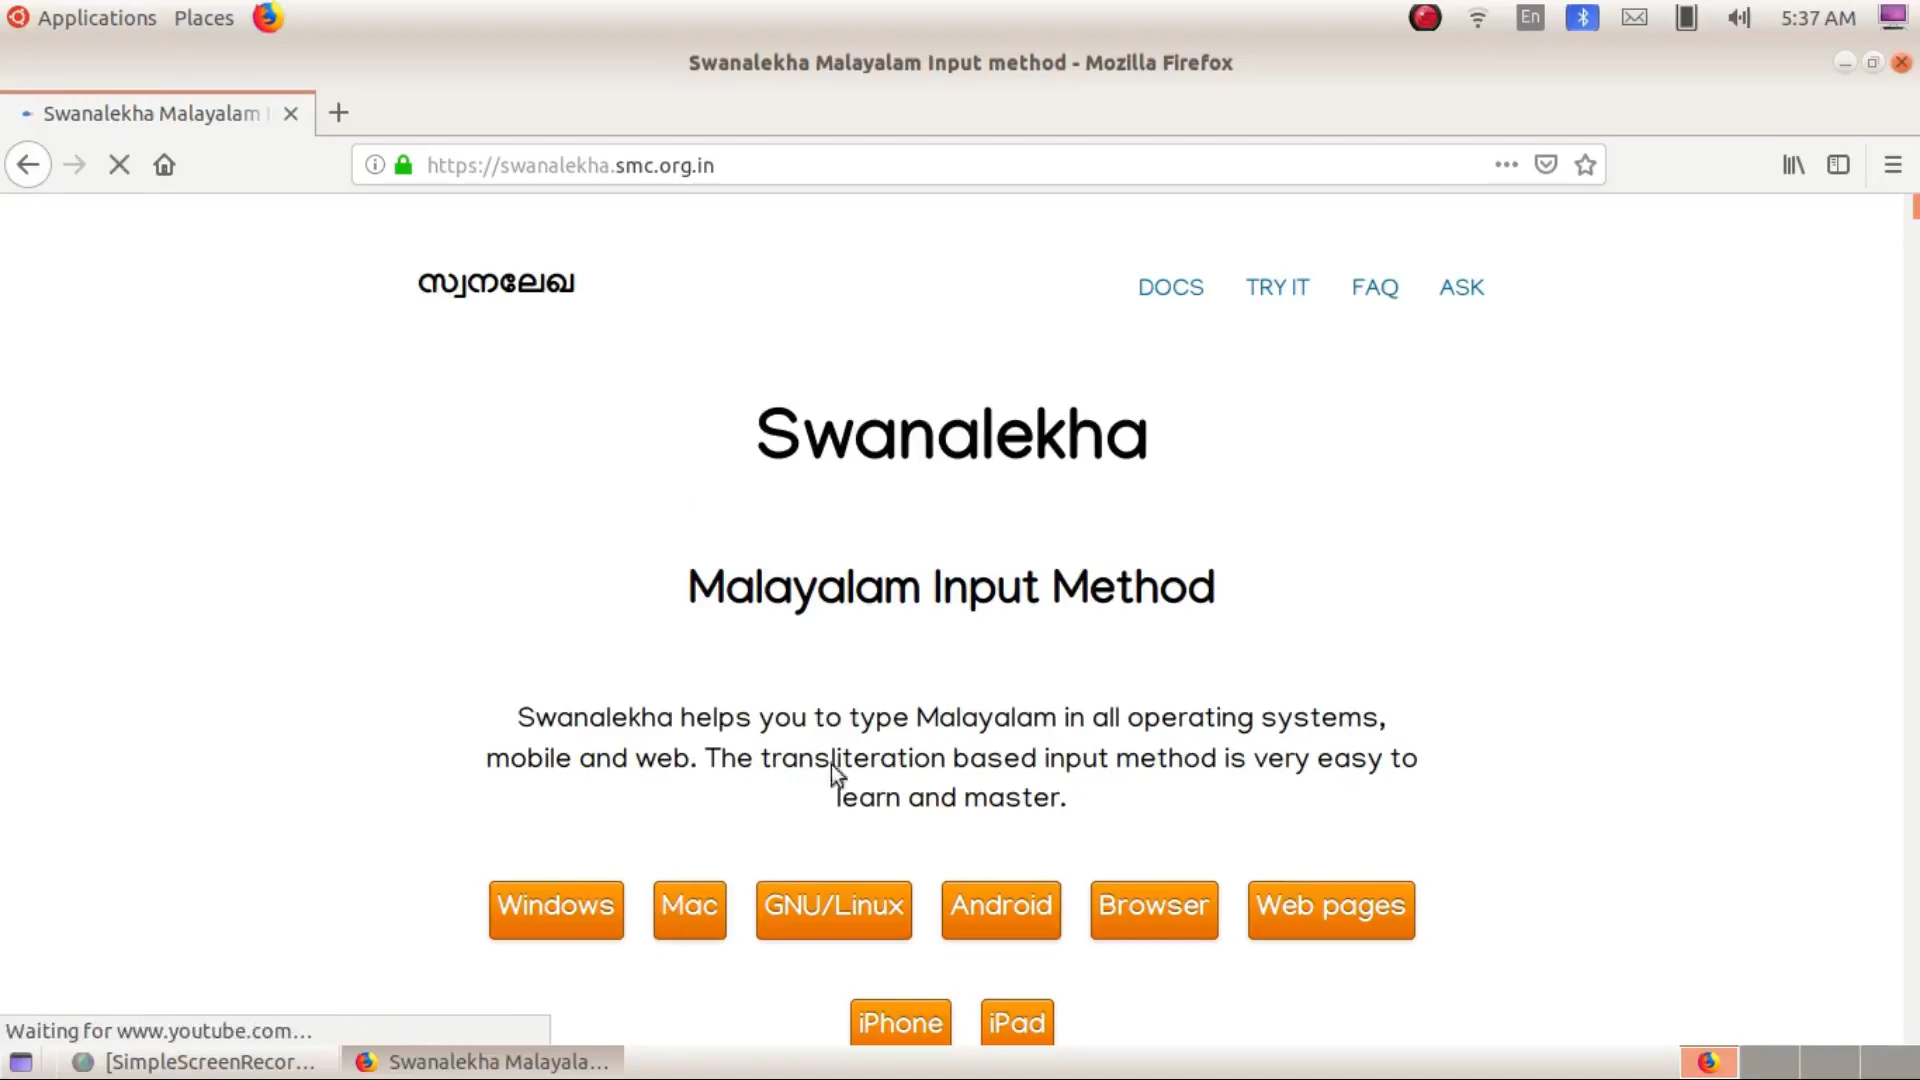 Applications Places En 5:37 AM
Swanalekha Malayalam Input method - Mozilla Firefox
Swanalekha Malayalam
https://swanalekha.smc.org.in
സ്വനലേഖ DOCS TRY IT FAQ ASK
Swanalekha
Malayalam Input Method
Swanalekha helps you to type Malayalam in all operating systems,
mobile and web. The transliteration based input method is very easy to
learn and master.
Windows Mac GNU/Linux Android Browser Web pages
iPhone iPad
Waiting for www.youtube.com...
[SimpleScreenRecor... Swanalekha Malayala...